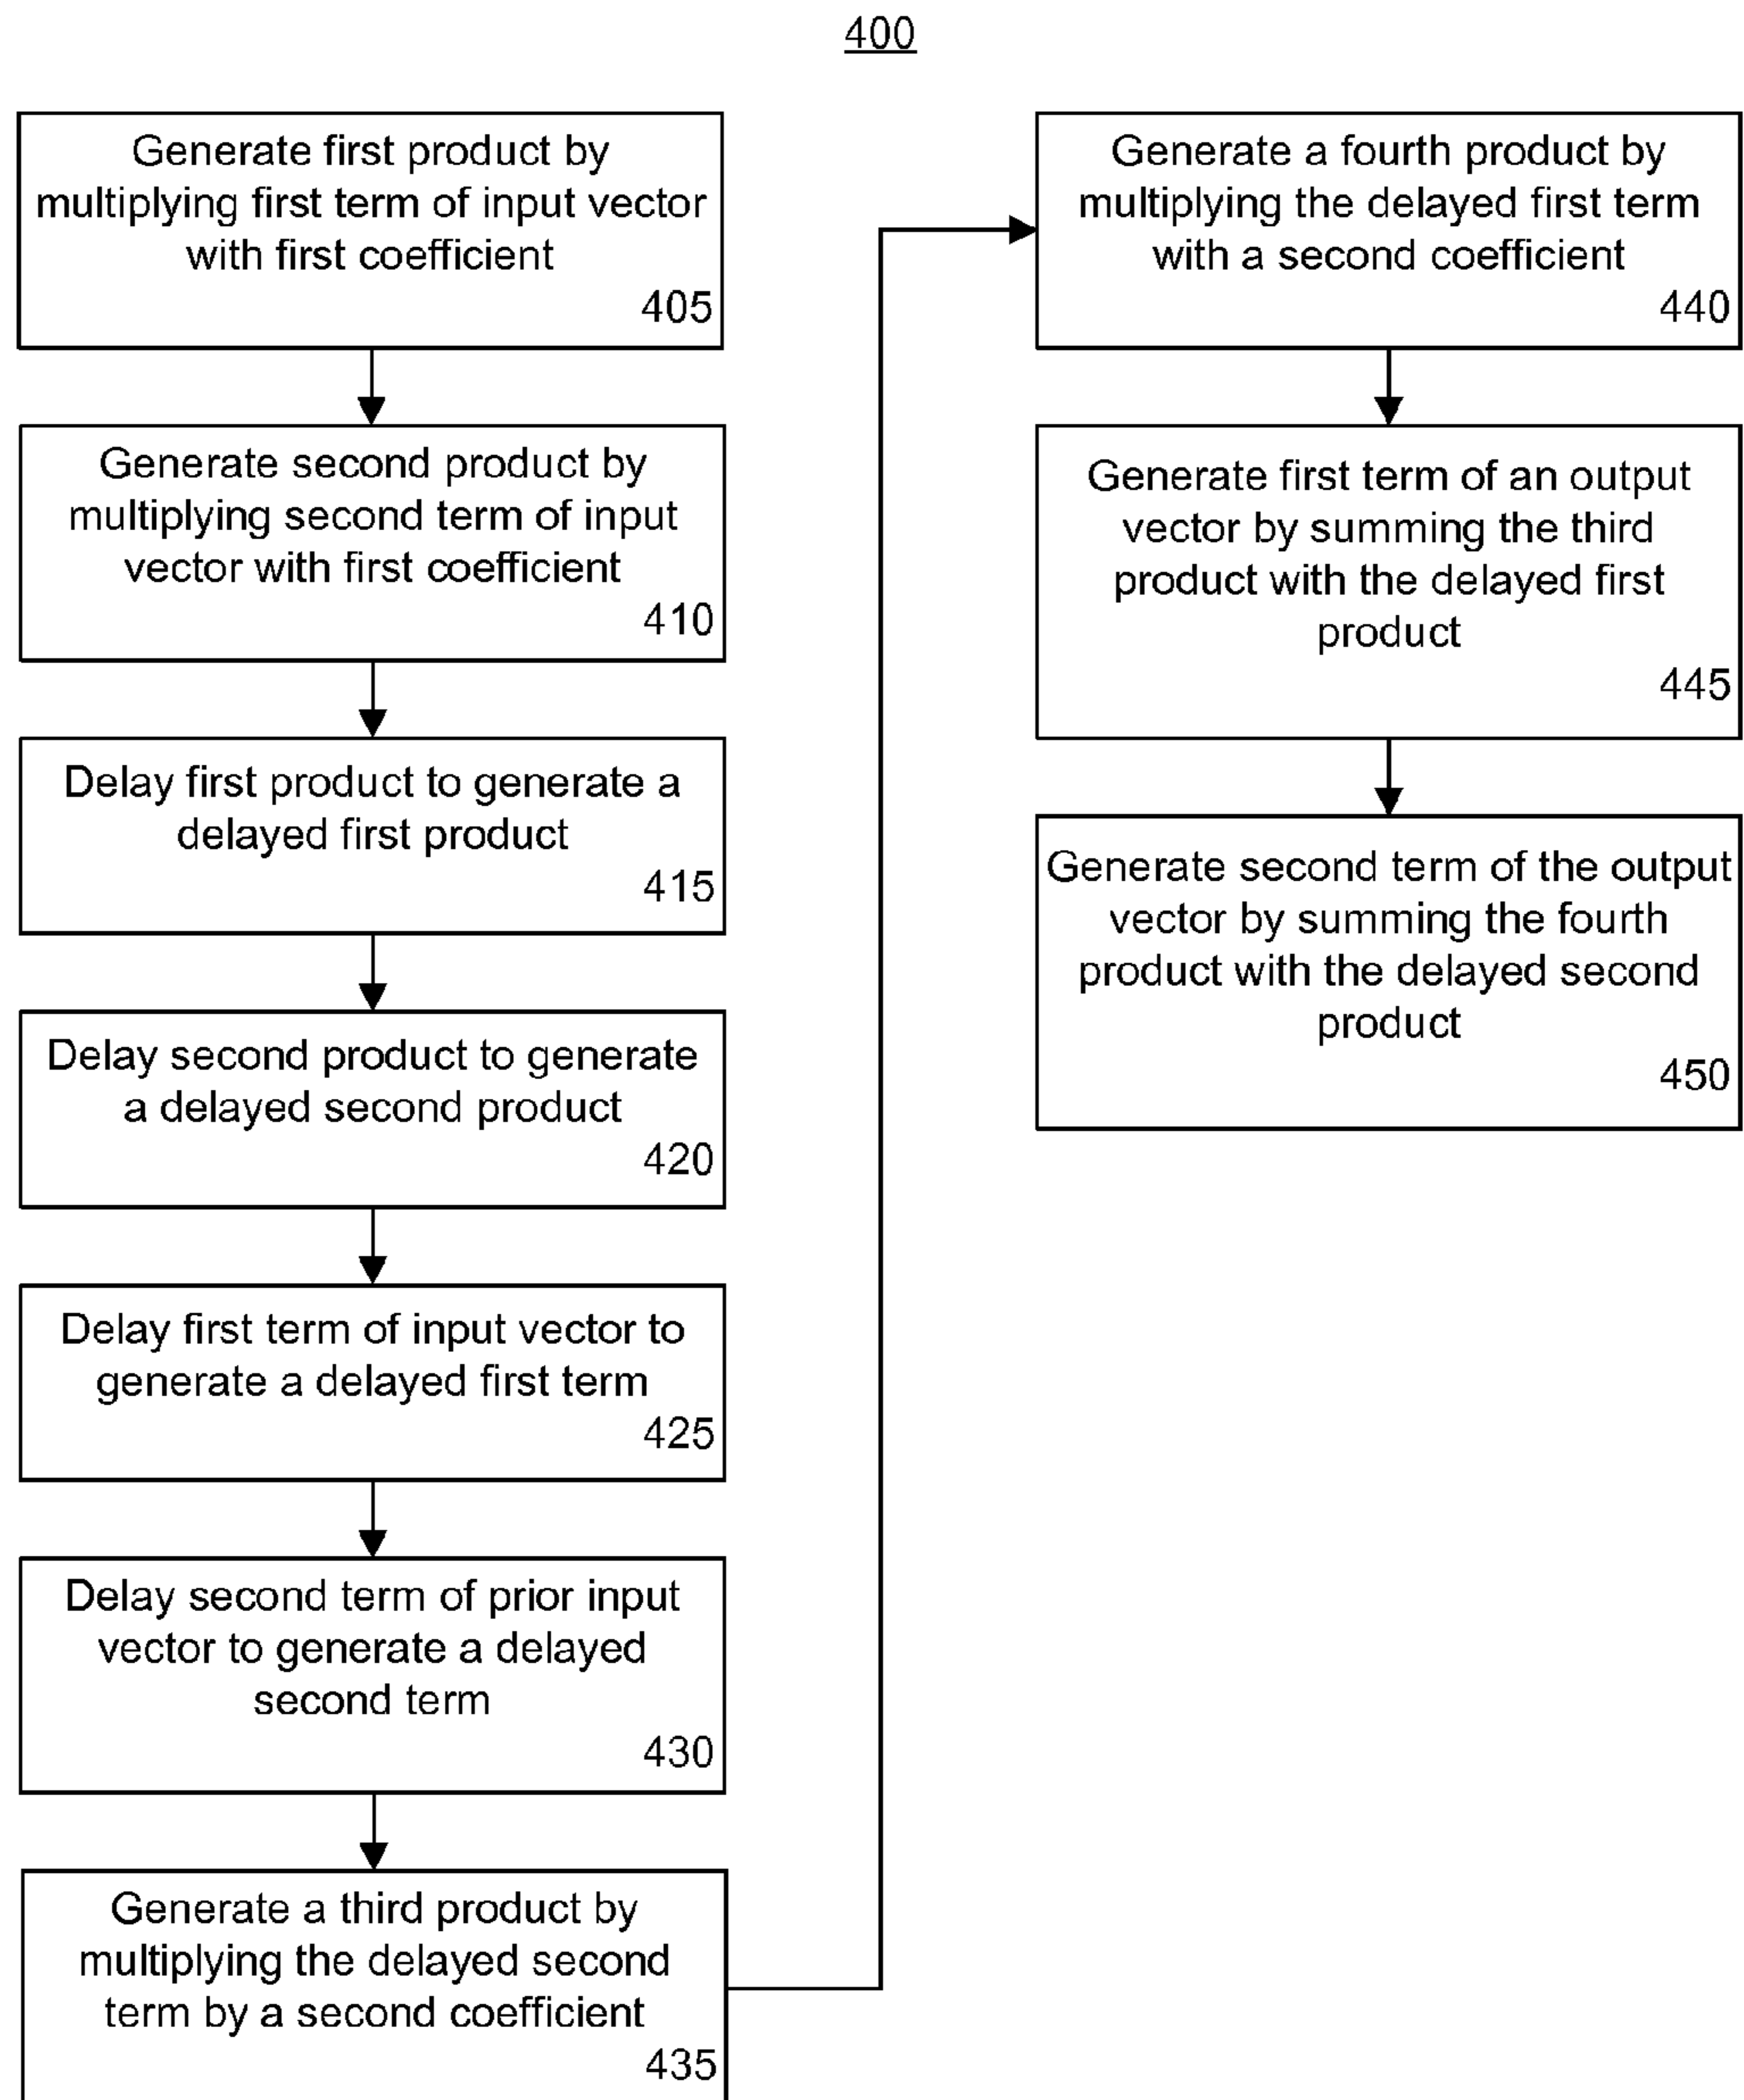 400
Generate first product by
multiplying first term of input vector
with first coefficient
405
Generate second product by
multiplying second term of input
vector with first coefficient
410
Delay first product to generate a
delayed first product
415
Delay second product to generate
a delayed second product
420
Delay first term of input vector to
generate a delayed first term
425
Delay second term of prior input
vector to generate a delayed
second term
430
Generate a third product by
multiplying the delayed second
term by a second coefficient
435
Generate a fourth product by
multiplying the delayed first term
with a second coefficient
440
Generate first term of an output
vector by summing the third
product with the delayed first
product
445
Generate second term of the output
vector by summing the fourth
product with the delayed second
product
450